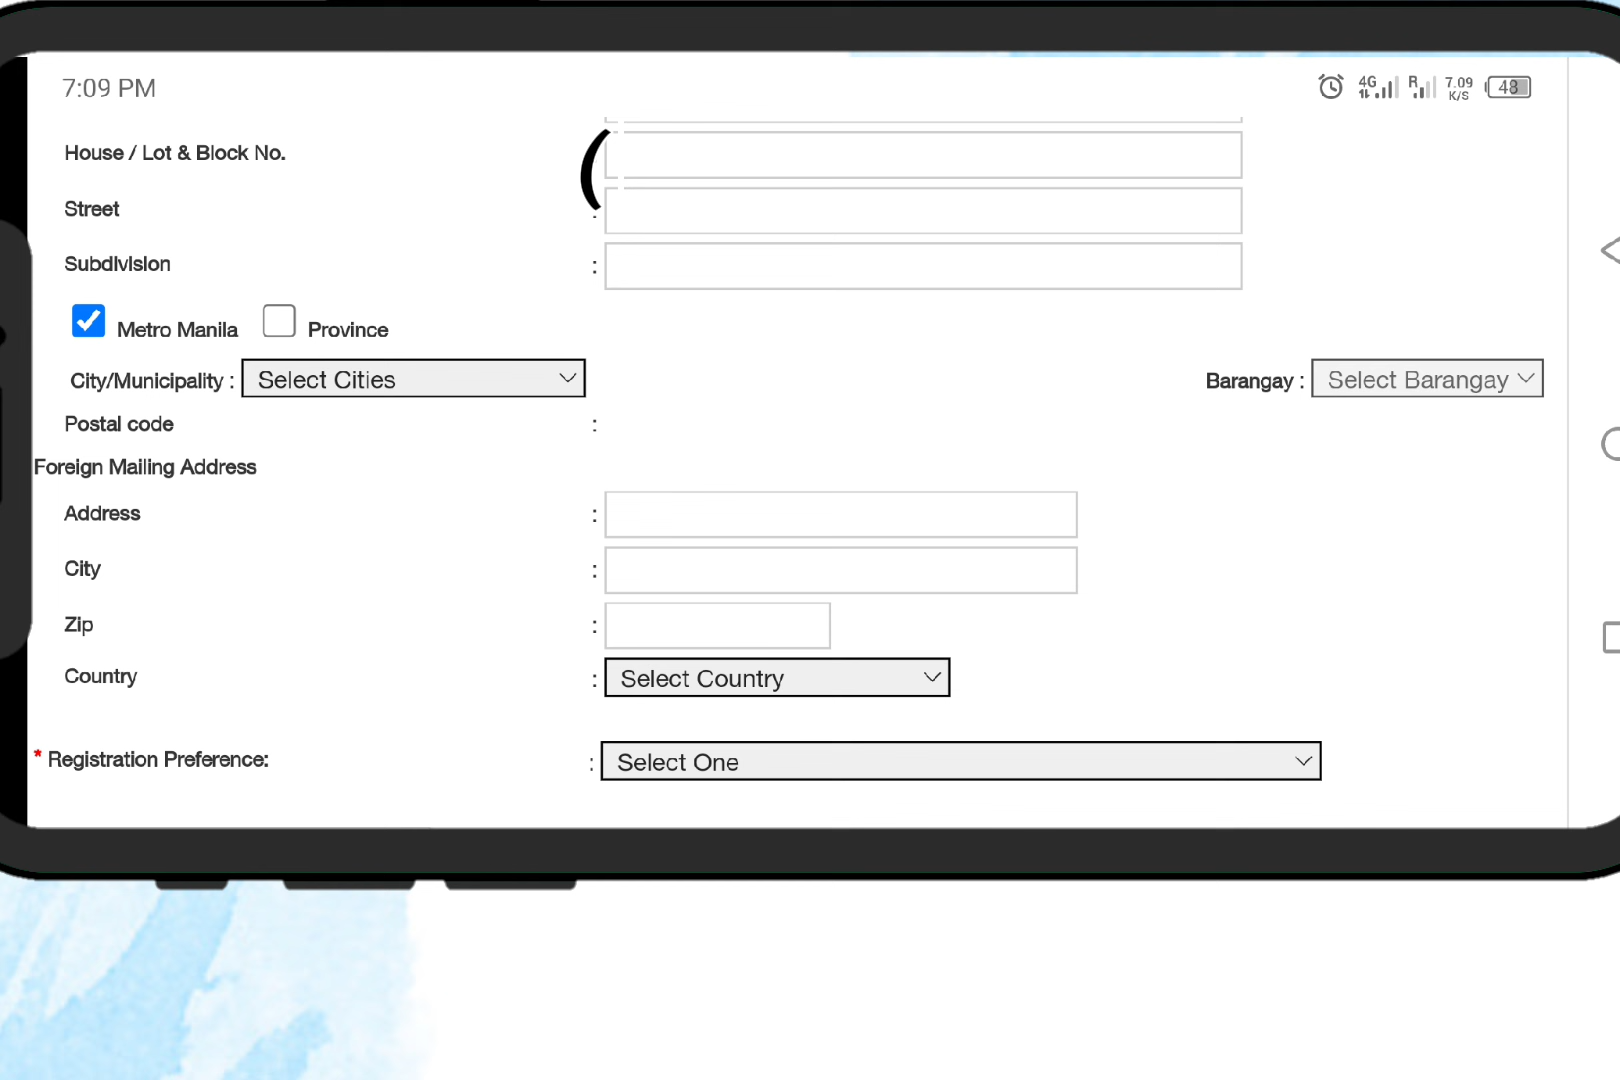 7:09 PM 4G R 7.09 K/S 48
House / Lot & Block No.
Street :
Subdivision :
Metro Manila Province
City/Municipality : Select Cities Barangay : Select Barangay
Postal code :
Foreign Mailing Address
Address :
City :
Zip :
Country : Select Country
* Registration Preference: : Select One